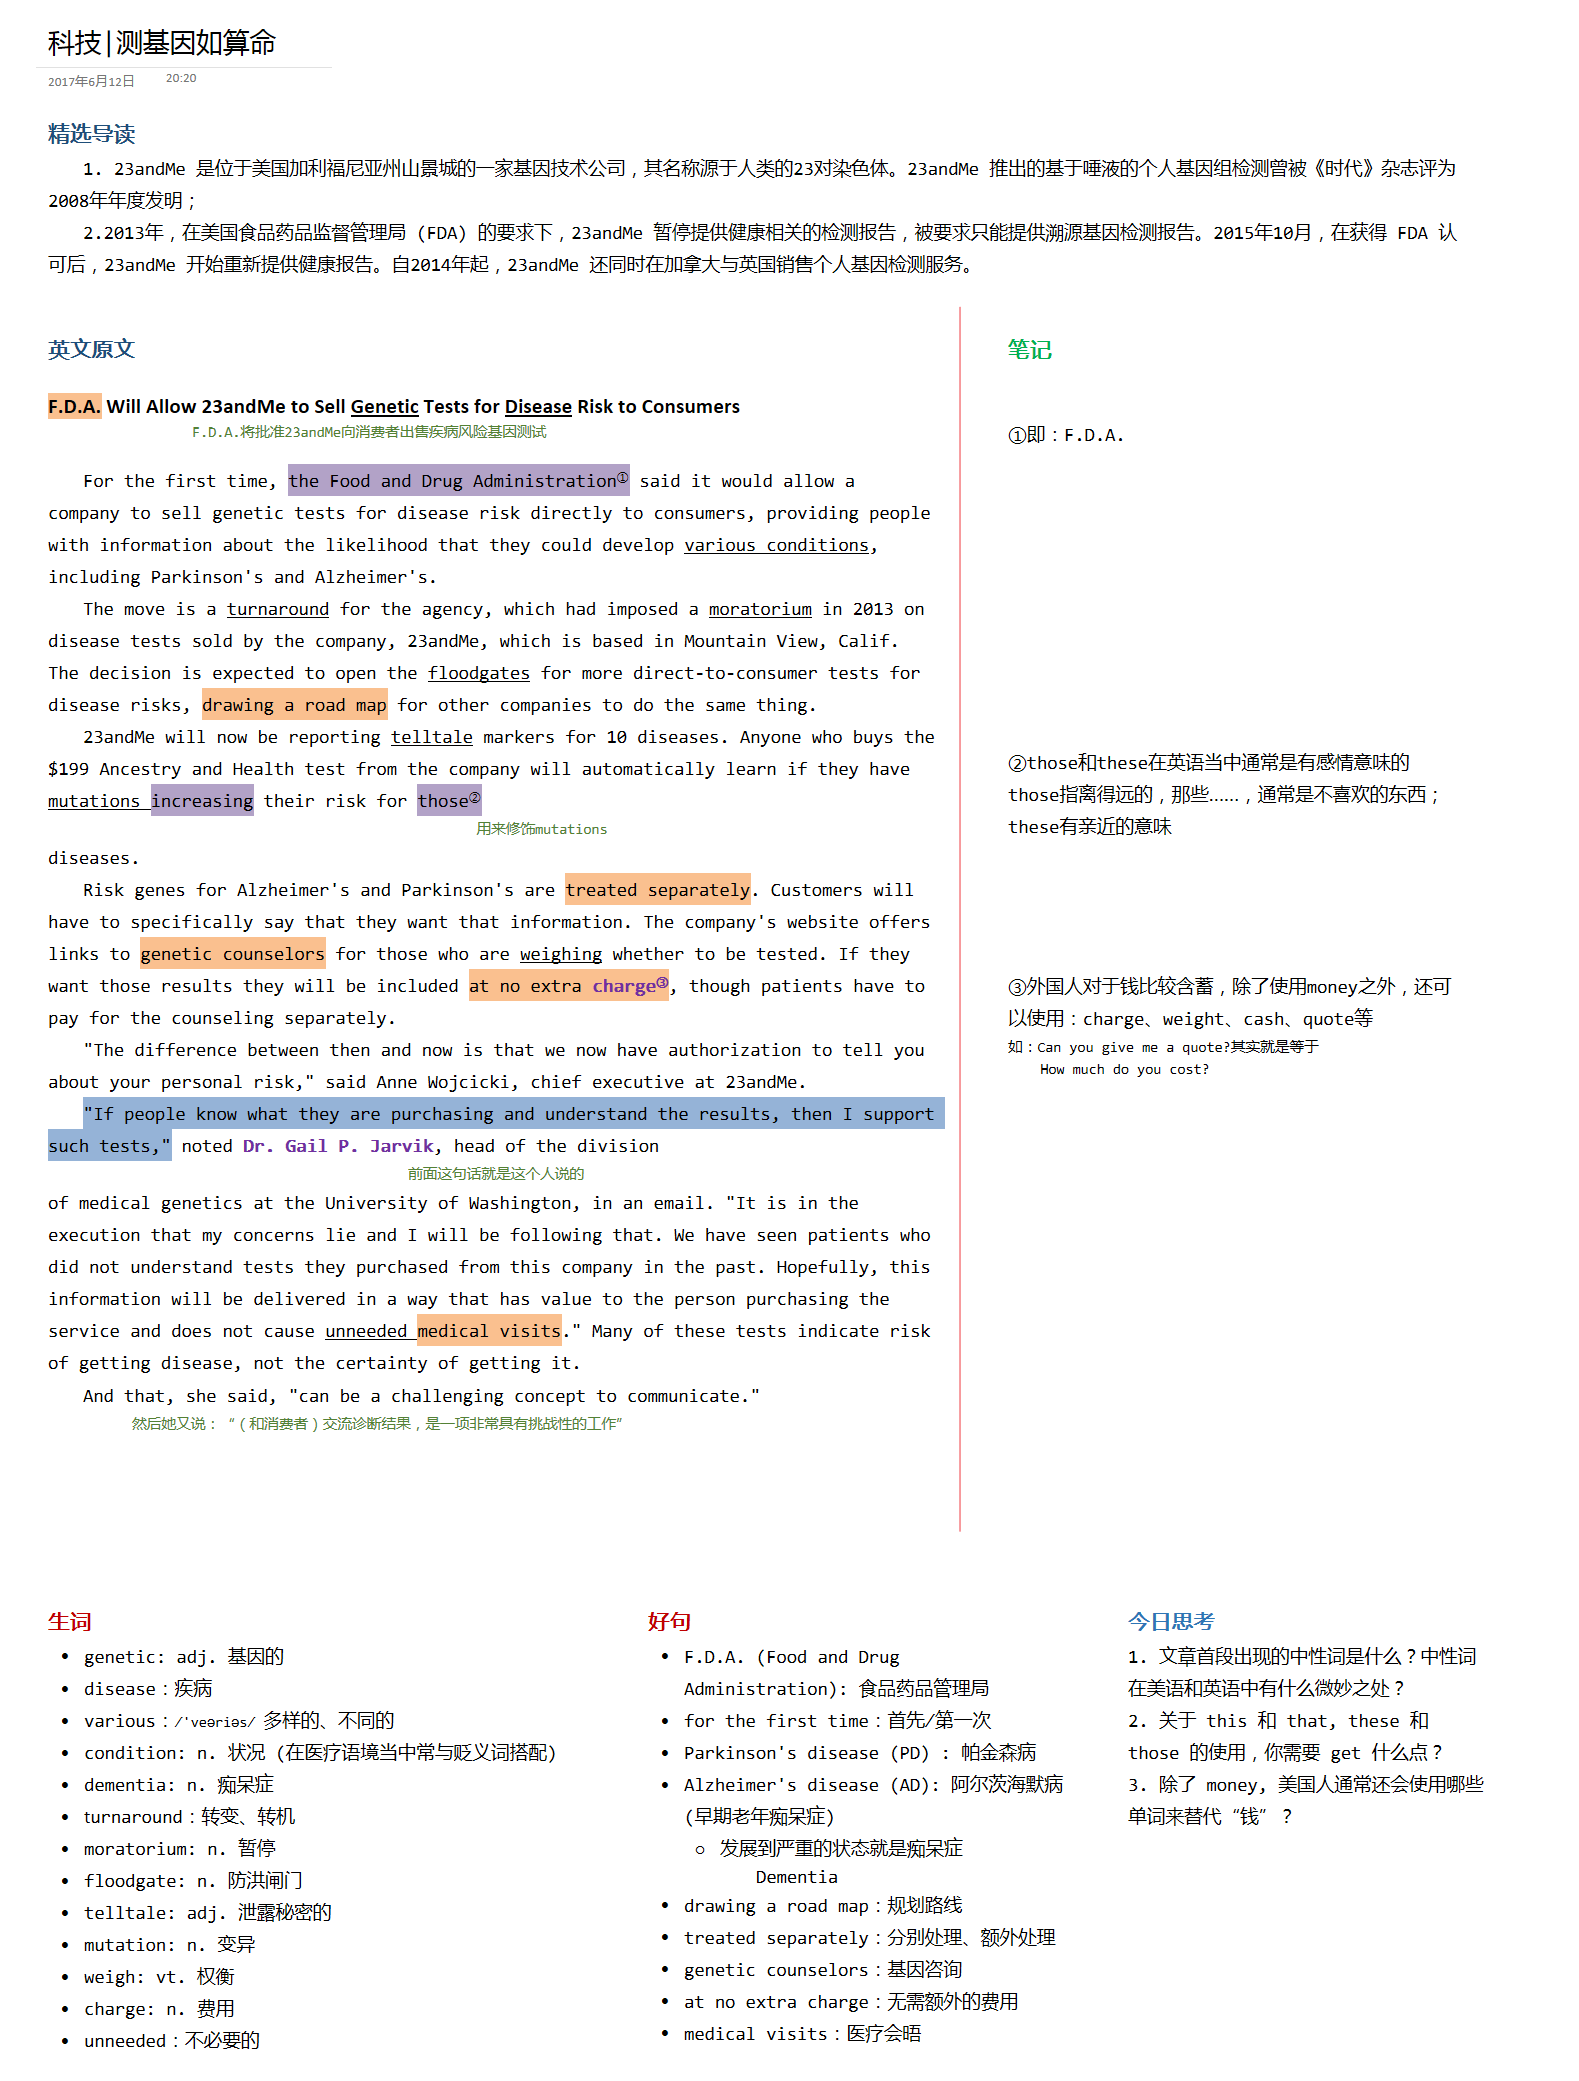 科技|测基因如算命
2017年6月12日 20:20
精选导读
1. 23andMe 是位于美国加利福尼亚州山景城的一家基因技术公司，其名称源于人类的23对染色体。23andMe 推出的基于唾液的个人基因组检测曾被《时代》杂志评为
2008年年度发明；
2.2013年，在美国食品药品监督管理局 (FDA) 的要求下，23andMe 暂停提供健康相关的检测报告，被要求只能提供溯源基因检测报告。2015年10月，在获得 FDA 认
可后，23andMe 开始重新提供健康报告。自2014年起，23andMe 还同时在加拿大与英国销售个人基因检测服务。
英文原文
F.D.A. Will Allow 23andMe to Sell Genetic Tests for Disease Risk to Consumers
F.D.A.将批准23andMe向消费者出售疾病风险基因测试
For the first time, the Food and Drug Administration① said it would allow a
company to sell genetic tests for disease risk directly to consumers, providing people
with information about the likelihood that they could develop various conditions,
including Parkinson's and Alzheimer's.
The move is a turnaround for the agency, which had imposed a moratorium in 2013 on
disease tests sold by the company, 23andMe, which is based in Mountain View, Calif.
The decision is expected to open the floodgates for more direct-to-consumer tests for
disease risks, drawing a road map for other companies to do the same thing.
23andMe will now be reporting telltale markers for 10 diseases. Anyone who buys the
$199 Ancestry and Health test from the company will automatically learn if they have
mutations increasing their risk for those②
用来修饰mutations
diseases.
Risk genes for Alzheimer's and Parkinson's are treated separately. Customers will
have to specifically say that they want that information. The company's website offers
links to genetic counselors for those who are weighing whether to be tested. If they
want those results they will be included at no extra charge③, though patients have to
pay for the counseling separately.
"The difference between then and now is that we now have authorization to tell you
about your personal risk," said Anne Wojcicki, chief executive at 23andMe.
"If people know what they are purchasing and understand the results, then I support
such tests," noted Dr. Gail P. Jarvik, head of the division
前面这句话就是这个人说的
of medical genetics at the University of Washington, in an email. "It is in the
execution that my concerns lie and I will be following that. We have seen patients who
did not understand tests they purchased from this company in the past. Hopefully, this
information will be delivered in a way that has value to the person purchasing the
service and does not cause unneeded medical visits." Many of these tests indicate risk
of getting disease, not the certainty of getting it.
And that, she said, "can be a challenging concept to communicate."
然后她又说：“（和消费者）交流诊断结果，是一项非常具有挑战性的工作”
笔记
①即：F.D.A.
②those和these在英语当中通常是有感情意味的
those指离得远的，那些……，通常是不喜欢的东西；
these有亲近的意味
③外国人对于钱比较含蓄，除了使用money之外，还可
以使用：charge、weight、cash、quote等
如：Can you give me a quote?其实就是等于
How much do you cost?
生词
• genetic: adj. 基因的
• disease：疾病
• various：/ˈveəriəs/ 多样的、不同的
• condition: n. 状况 (在医疗语境当中常与贬义词搭配)
• dementia: n. 痴呆症
• turnaround：转变、转机
• moratorium: n. 暂停
• floodgate: n. 防洪闸门
• telltale: adj. 泄露秘密的
• mutation: n. 变异
• weigh: vt. 权衡
• charge: n. 费用
• unneeded：不必要的
好句
• F.D.A. (Food and Drug
Administration): 食品药品管理局
• for the first time：首先/第一次
• Parkinson's disease (PD) : 帕金森病
• Alzheimer's disease (AD): 阿尔茨海默病
(早期老年痴呆症)
○ 发展到严重的状态就是痴呆症
Dementia
• drawing a road map：规划路线
• treated separately：分别处理、额外处理
• genetic counselors：基因咨询
• at no extra charge：无需额外的费用
• medical visits：医疗会晤
今日思考
1. 文章首段出现的中性词是什么？中性词
在美语和英语中有什么微妙之处？
2. 关于 this 和 that, these 和
those 的使用，你需要 get 什么点？
3. 除了 money, 美国人通常还会使用哪些
单词来替代“钱”？